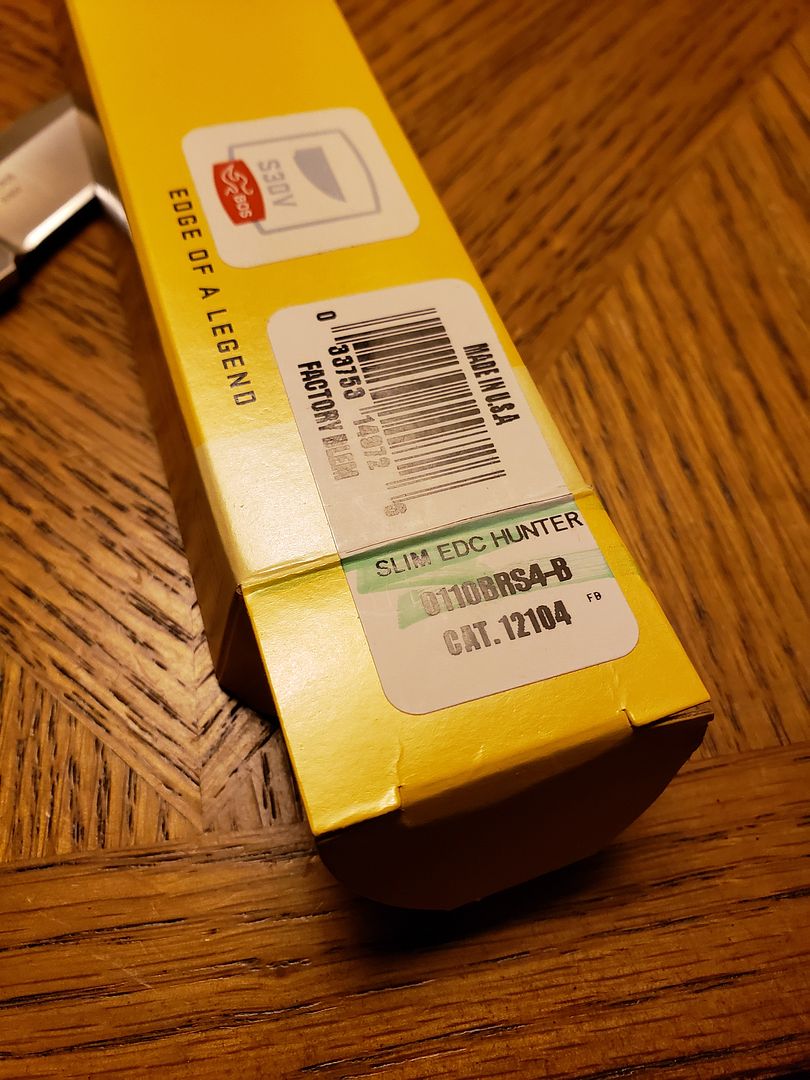 S30V
BOS
EDGE OF A LEGEND
MADE IN U.S.A
0 33753 14972 6
FACTORY BLEM
SLIM EDC HUNTER
0110BRS4-B
CAT. 12104
FB